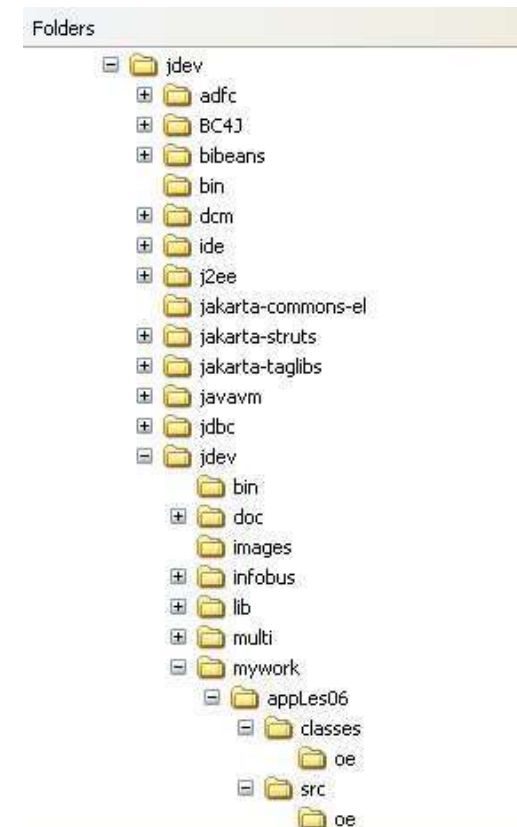 Folders
jdev
adfc
BC4J
bibeans
bin
dcm
ide
j2ee
jakarta-commons-el
jakarta-struts
jakarta-taglibs
javavm
jdbc
jdev
bin
doc
images
infobus
lib
multi
mywork
appLes06
classes
oe
src
oe